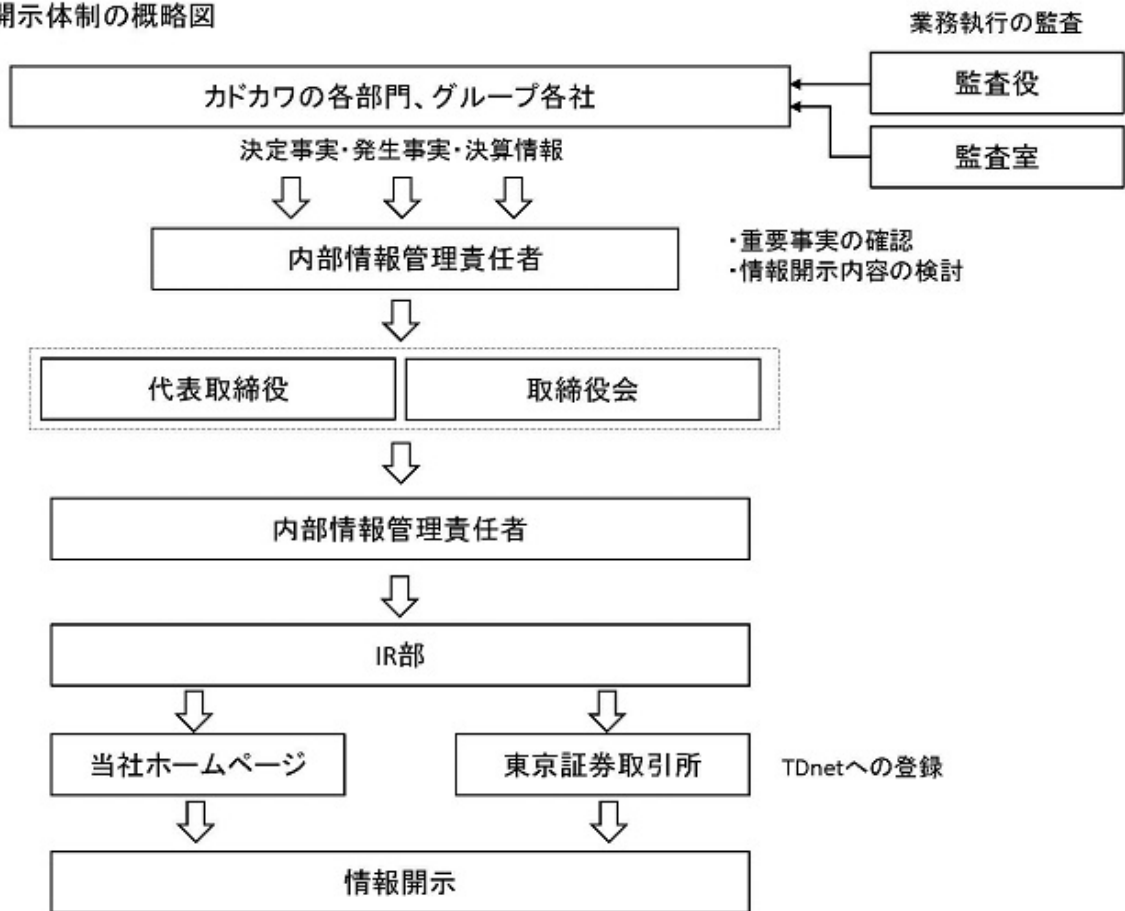 開示体制の概略図
業務執行の監査
カドカワの各部門、グループ各社
監査役
監査室
決定事実・発生事実・決算情報
内部情報管理責任者
・重要事実の確認
・情報開示内容の検討
代表取締役
取締役会
内部情報管理責任者
IR部
当社ホームページ
東京証券取引所
TDnetへの登録
情報開示